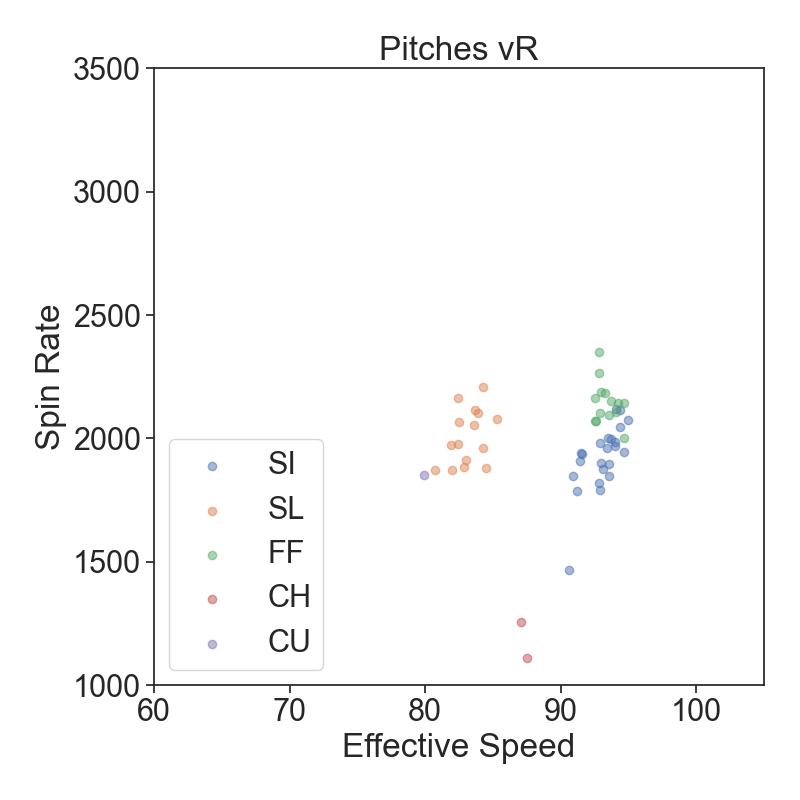 Pitches vR
3500
3000
2500
2000
1500
1000
Spin Rate
SI
SL
FF
CH
CU
60 70 80 90 100
Effective Speed